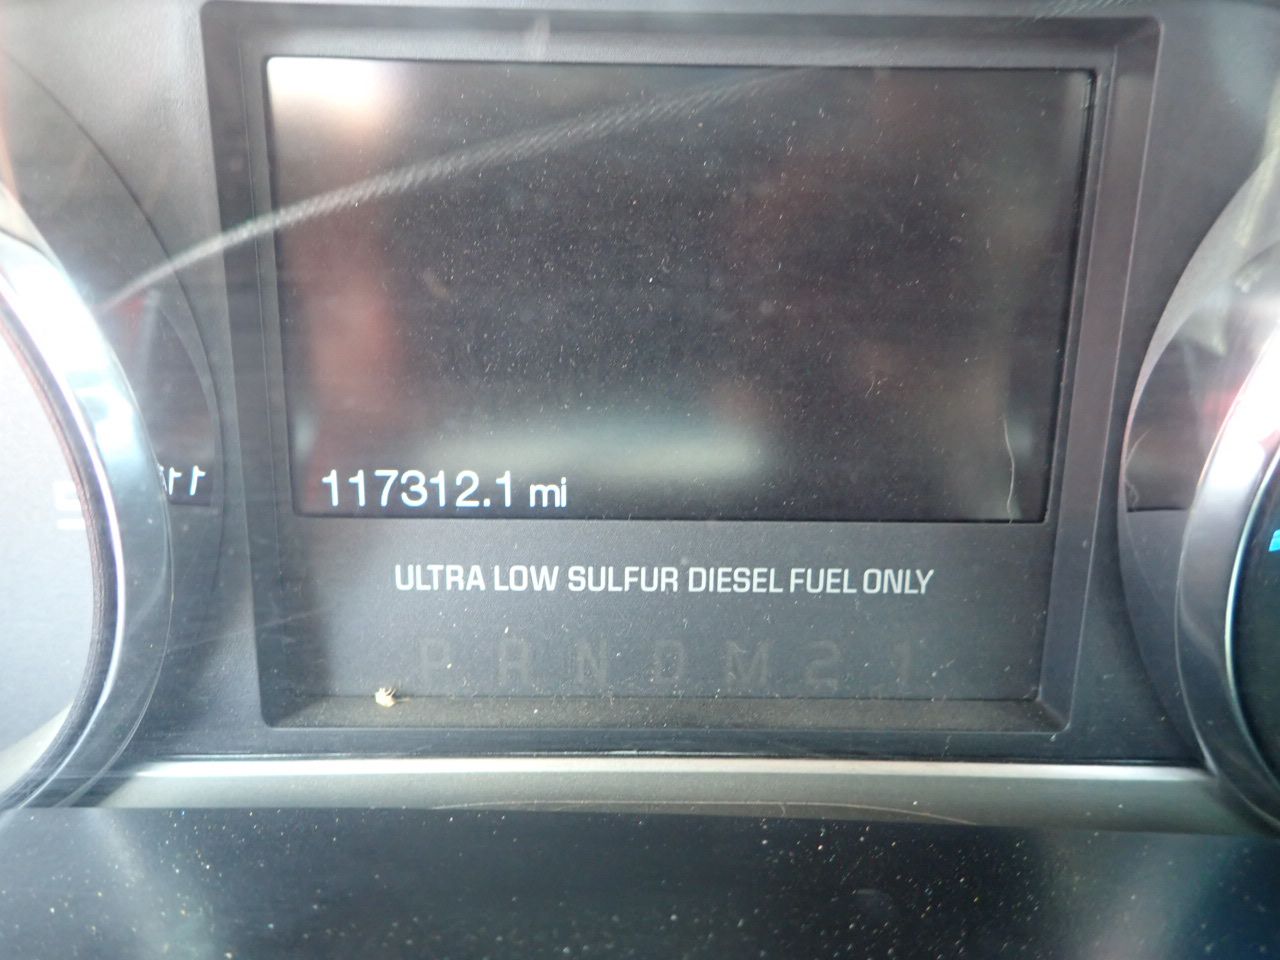 117312.1 mi
ULTRA LOW SULFUR DIESEL FUEL ONLY
P R N D M 2 1